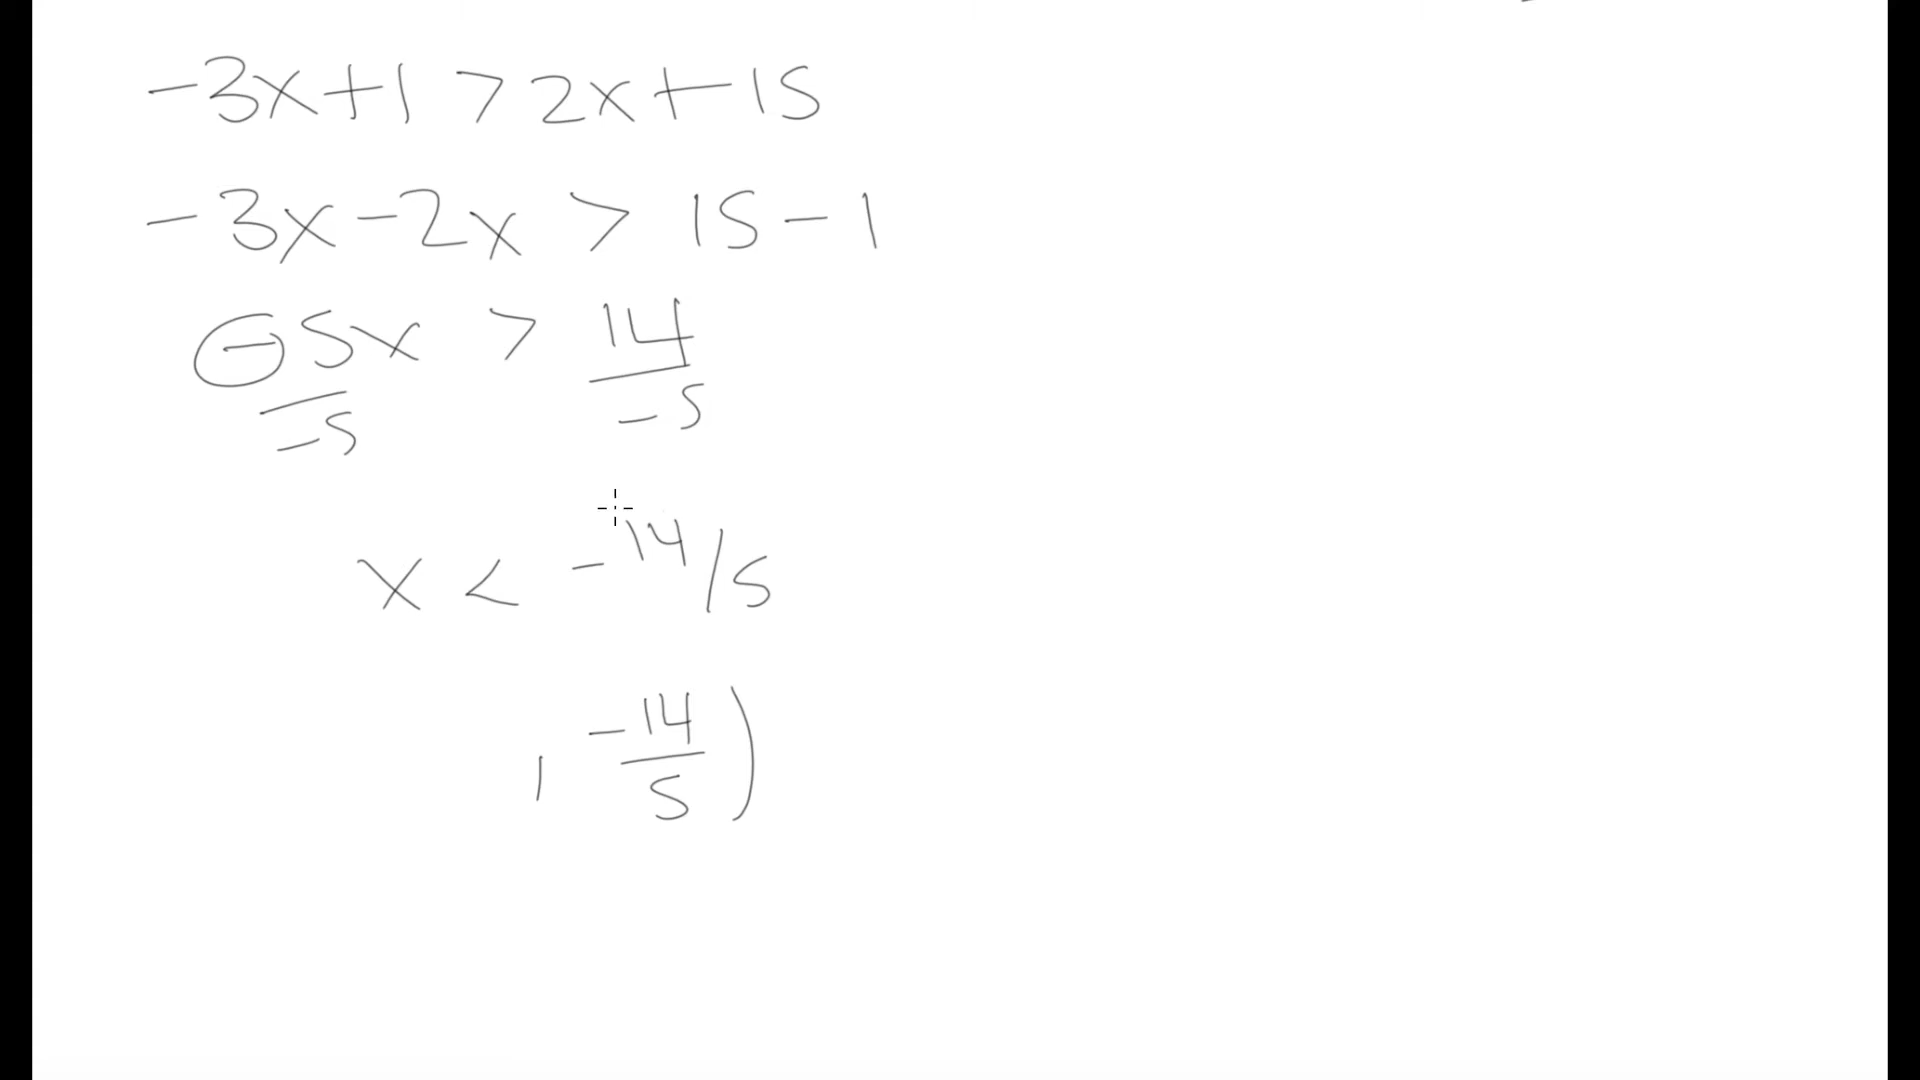 -3x+1 > 2x+15
-3x-2x > 15-1
-5x > 14
-5 -5
x < -14/5
, -14/5)